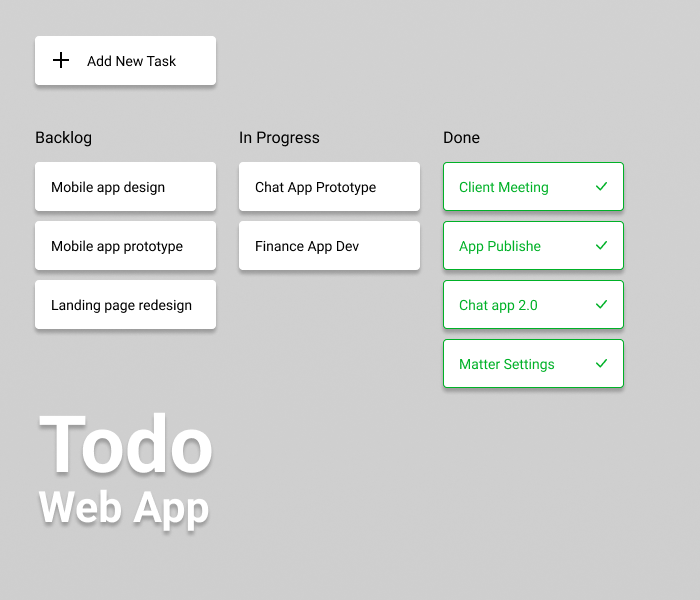 Add New Task
Backlog
Mobile app design
Mobile app prototype
Landing page redesign
In Progress
Chat App Prototype
Finance App Dev
Done
Client Meeting
App Publishe
Chat app 2.0
Matter Settings
Todo
Web App